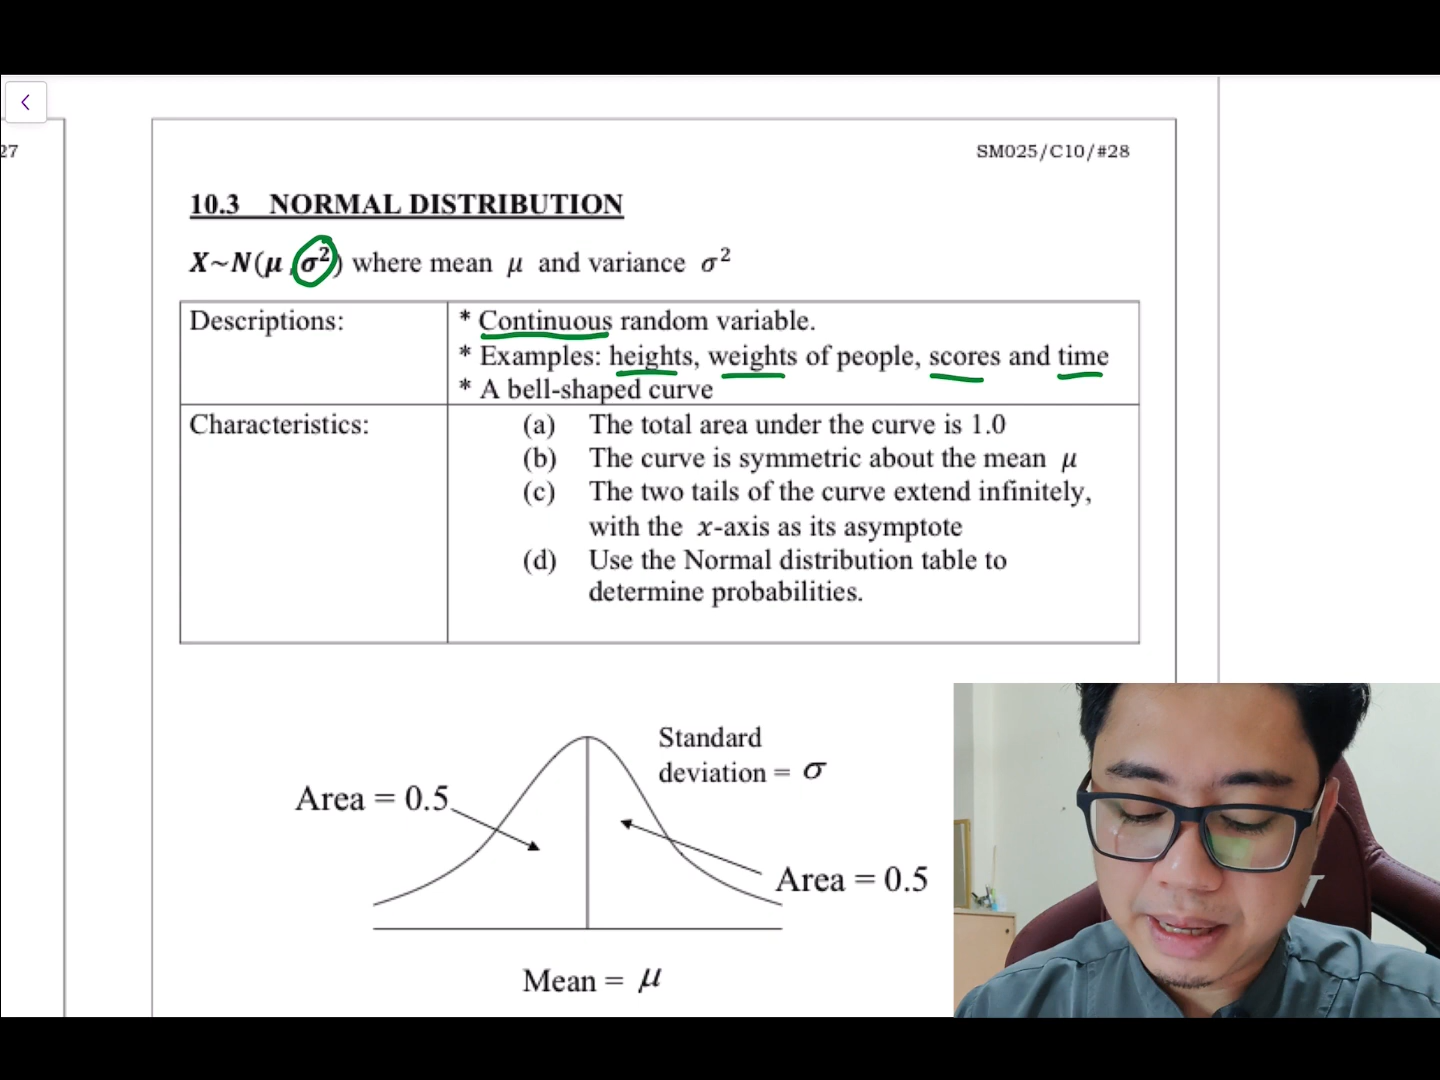 27
SM025/C10/#28
10.3 NORMAL DISTRIBUTION
X~N(μ, σ²) where mean μ and variance σ²
Descriptions:
* Continuous random variable.
* Examples: heights, weights of people, scores and time
* A bell-shaped curve
Characteristics:
(a) The total area under the curve is 1.0
(b) The curve is symmetric about the mean μ
(c) The two tails of the curve extend infinitely,
with the x-axis as its asymptote
(d) Use the Normal distribution table to
determine probabilities.
Standard
deviation = σ
Area = 0.5
Area = 0.5
Mean = μ